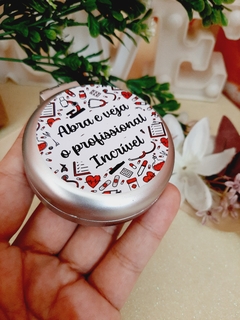 Abra e veja
o profissional
Incrível